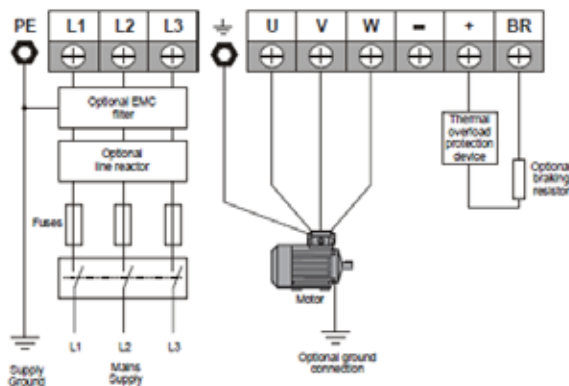 PE L1 L2 L3 U V W - + BR
Optional EMC
filter
Optional
line reactor
Fuses
Thermal
overload
protection
device
Optional
braking
resistor
Motor
L1 L2 L3
Supply
Ground
Mains
Supply
Optional ground
connection